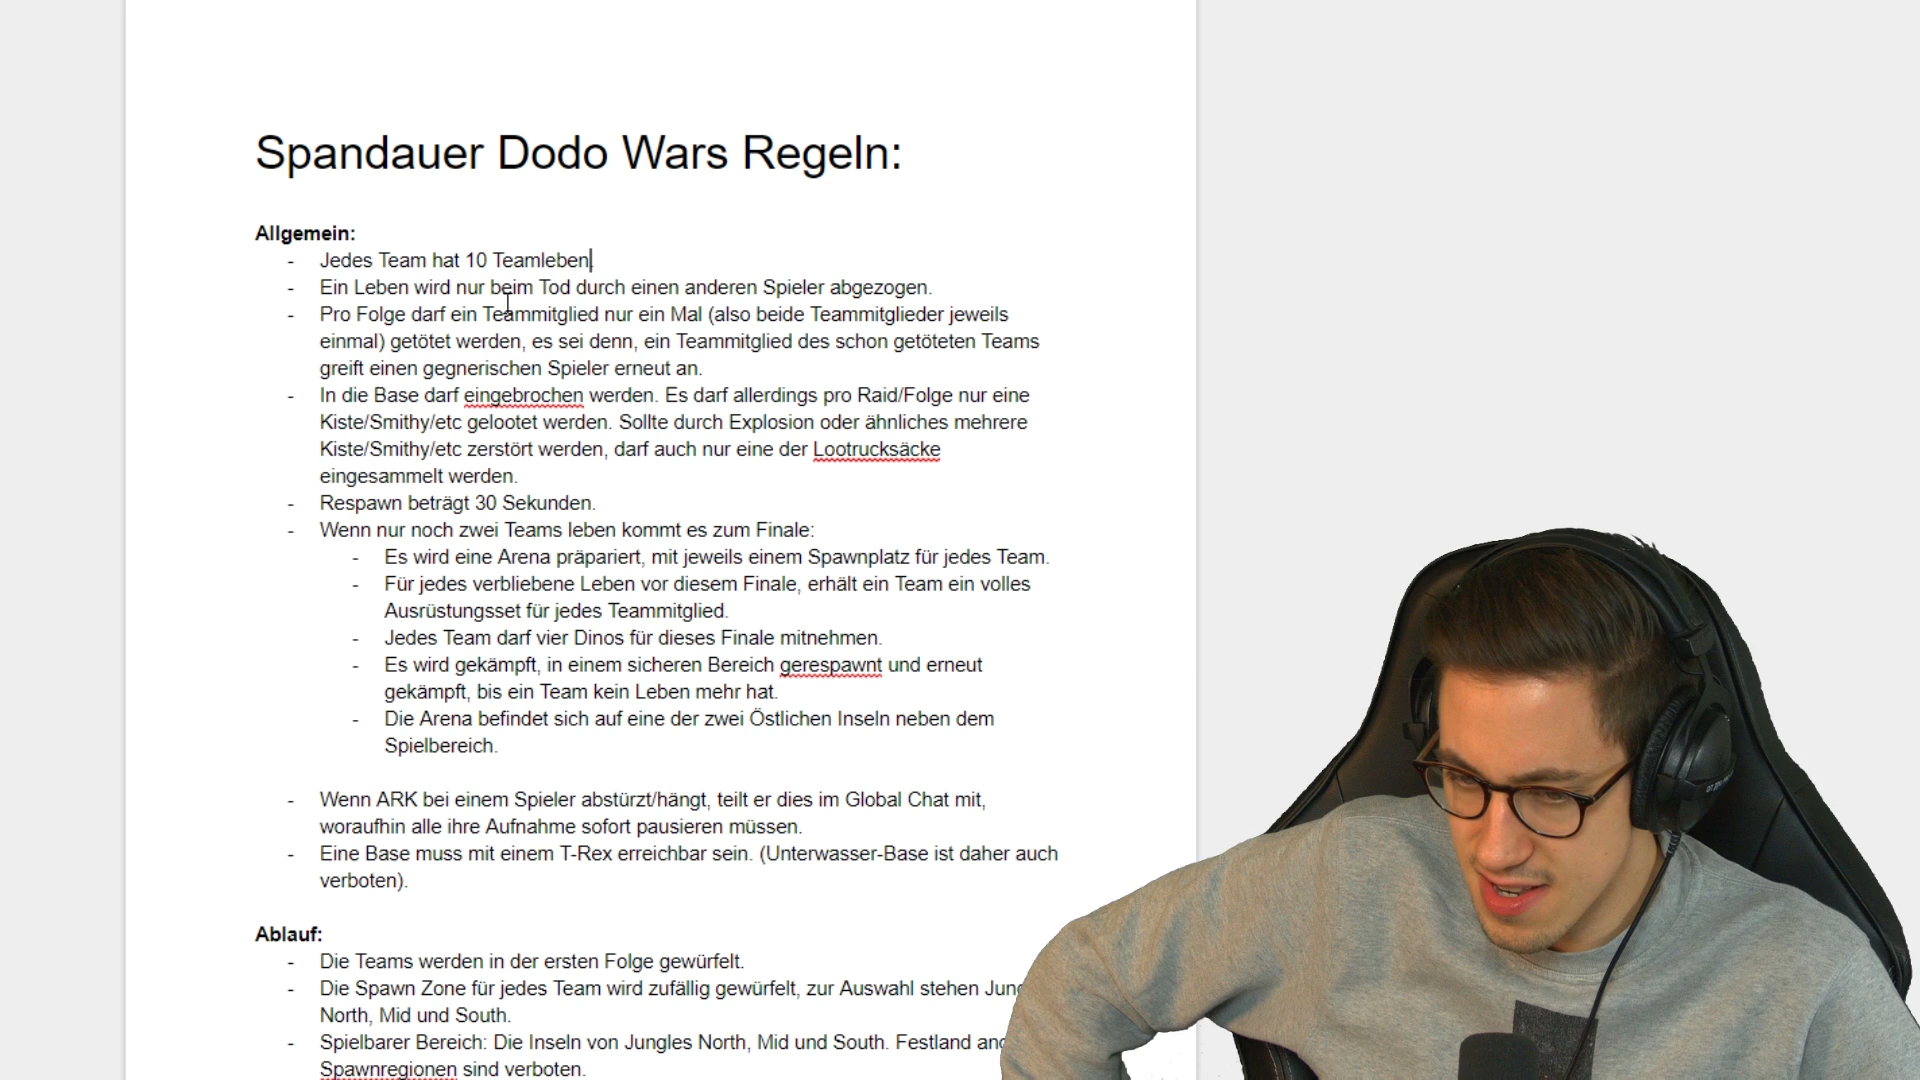 Spandauer Dodo Wars Regeln:
Allgemein:
- Jedes Team hat 10 Teamleben.
- Ein Leben wird nur beim Tod durch einen anderen Spieler abgezogen.
- Pro Folge darf ein Teammitglied nur ein Mal (also beide Teammitglieder jeweils
einmal) getötet werden, es sei denn, ein Teammitglied des schon getöteten Teams
greift einen gegnerischen Spieler erneut an.
- In die Base darf eingebrochen werden. Es darf allerdings pro Raid/Folge nur eine
Kiste/Smithy/etc gelootet werden. Sollte durch Explosion oder ähnliches mehrere
Kiste/Smithy/etc zerstört werden, darf auch nur eine der Lootrucksäcke
eingesammelt werden.
- Respawn beträgt 30 Sekunden.
- Wenn nur noch zwei Teams leben kommt es zum Finale:
- Es wird eine Arena präpariert, mit jeweils einem Spawnplatz für jedes Team.
- Für jedes verbliebene Leben vor diesem Finale, erhält ein Team ein volles
Ausrüstungsset für jedes Teammitglied.
- Jedes Team darf vier Dinos für dieses Finale mitnehmen.
- Es wird gekämpft, in einem sicheren Bereich gerespawnt und erneut
gekämpft, bis ein Team kein Leben mehr hat.
- Die Arena befindet sich auf eine der zwei Östlichen Inseln neben dem
Spielbereich.
- Wenn ARK bei einem Spieler abstürzt/hängt, teilt er dies im Global Chat mit,
woraufhin alle ihre Aufnahme sofort pausieren müssen.
- Eine Base muss mit einem T-Rex erreichbar sein. (Unterwasser-Base ist daher auch
verboten).
Ablauf:
- Die Teams werden in der ersten Folge gewürfelt.
- Die Spawn Zone für jedes Team wird zufällig gewürfelt, zur Auswahl stehen
North, Mid und South.
- Spielbarer Bereich: Die Inseln von Jungles North, Mid und South. Festland
Spawnregionen sind verboten.